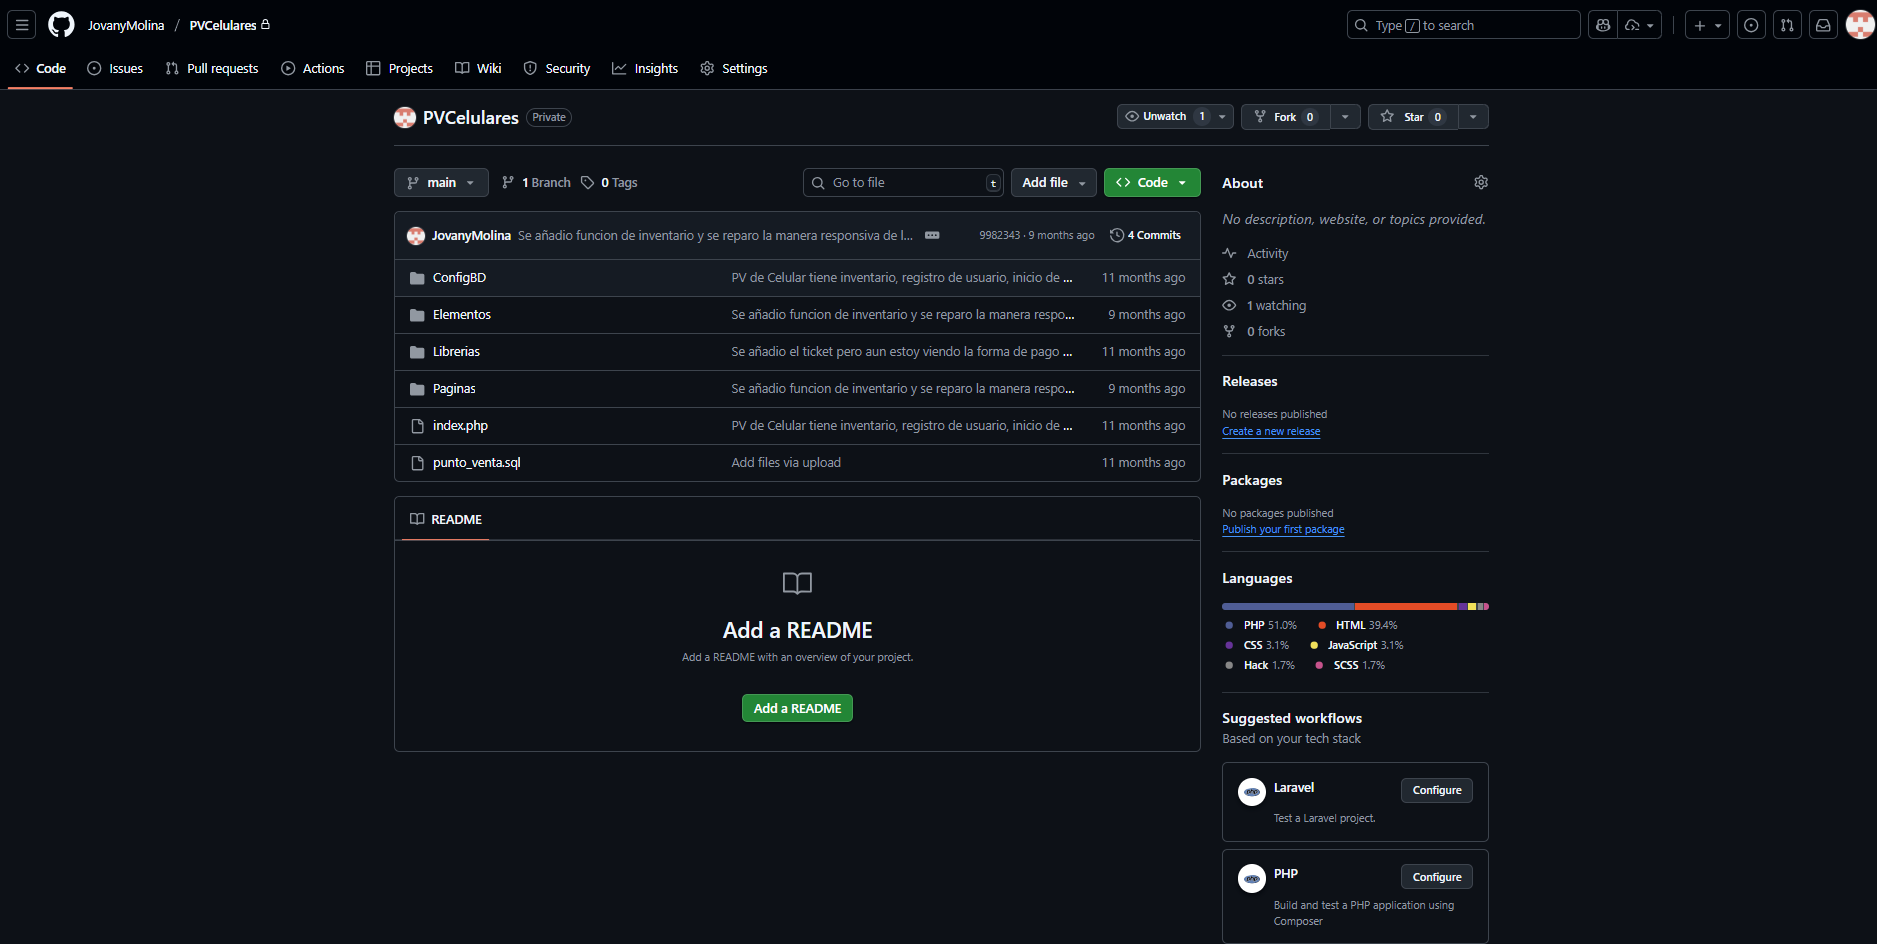 JovanyMolina / PVCelulares
Type / to search
Code Issues Pull requests Actions Projects Wiki Security Insights Settings
PVCelulares Private
Unwatch 1 Fork 0 Star 0
main 1 Branch 0 Tags Go to file t Add file Code
JovanyMolina Se añadio funcion de inventario y se reparo la manera responsiva de l... 9982343 · 9 months ago 4 Commits
ConfigBD PV de Celular tiene inventario, registro de usuario, inicio de ... 11 months ago
Elementos Se añadio funcion de inventario y se reparo la manera respo... 9 months ago
Librerias Se añadio el ticket pero aun estoy viendo la forma de pago ... 11 months ago
Paginas Se añadio funcion de inventario y se reparo la manera respo... 9 months ago
index.php PV de Celular tiene inventario, registro de usuario, inicio de ... 11 months ago
punto_venta.sql Add files via upload 11 months ago
README
Add a README
Add a README with an overview of your project.
Add a README
About
No description, website, or topics provided.
Activity
0 stars
1 watching
0 forks
Releases
No releases published
Create a new release
Packages
No packages published
Publish your first package
Languages
PHP 51.0% HTML 39.4%
CSS 3.1% JavaScript 3.1%
Hack 1.7% SCSS 1.7%
Suggested workflows
Based on your tech stack
php Laravel Configure
Test a Laravel project.
php PHP Configure
Build and test a PHP application using
Composer